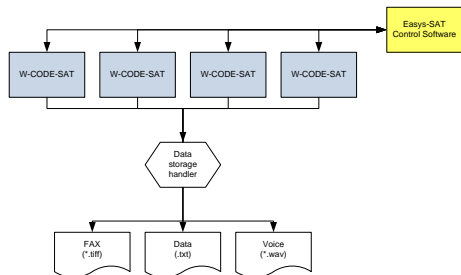 Easys-SAT
Control Software
W-CODE-SAT
W-CODE-SAT
W-CODE-SAT
W-CODE-SAT
Data
storage
handler
FAX
(*.tiff)
Data
(.txt)
Voice
(*.wav)